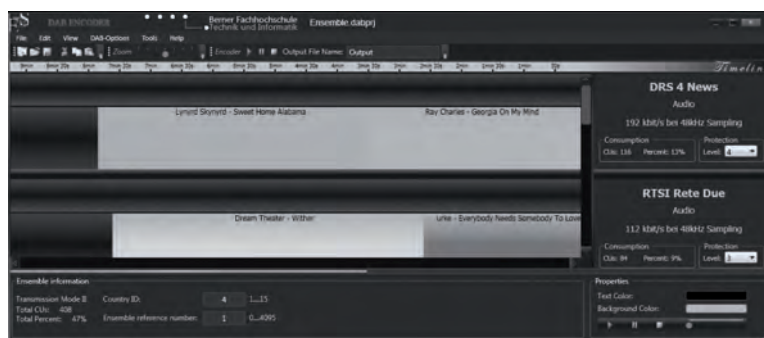 FS DAB ENCODER Berner Fachhochschule Ensemble.dabprj
Technik und Informatik
File Edit View DAB-Options Tools Help
Zoom Encoder Output File Name: Output
Timelin
DRS 4 News
Audio
192 kbit/s bei 48kHz Sampling
Consumption Protection
CUs: 116 Percent: 13% Level: 4
Lynyrd Skynyrd - Sweet Home Alabama Ray Charles - Georgia On My Mind
RTSI Rete Due
Audio
112 kbit/s bei 48kHz Sampling
Consumption Protection
CUs: 84 Percent: 9% Level: 3
Dream Theater - Wither urke - Everybody Needs Somebody To Love
Ensemble information
Transmission Mode II Country ID: 4 1...15
Total CUs: 408
Total Percent: 47% Ensemble reference number: 1 0...4095
Properties
Text Color:
Background Color: